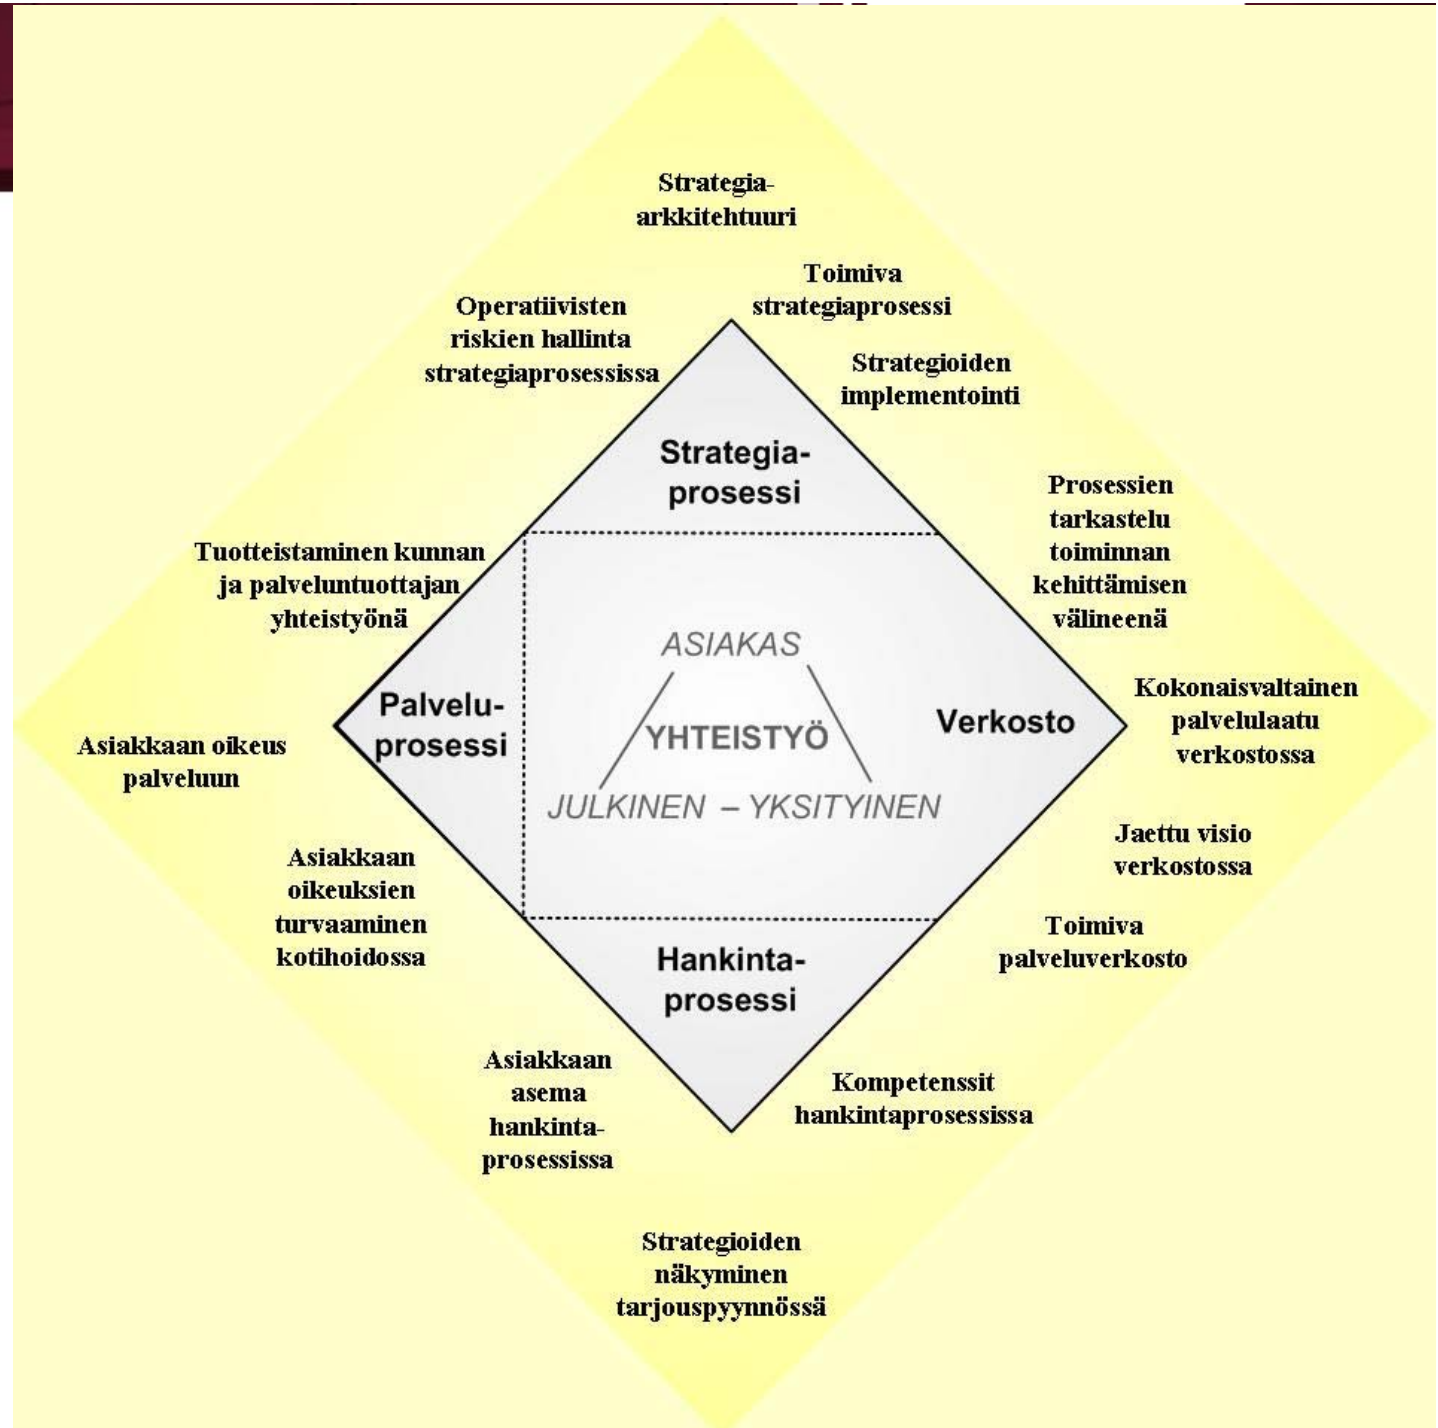 Strategia-
arkkitehtuuri
Toimiva
strategiaprosessi
Operatiivisten
riskien hallinta
strategiaprosessissa
Strategioiden
implementointi
Strategia-
prosessi
Prosessien
tarkastelu
toiminnan
kehittämisen
välineenä
Tuotteistaminen kunnan
ja palveluntuottajan
yhteistyönä
ASIAKAS
YHTEISTYÖ
JULKINEN – YKSITYINEN
Palvelu-
prosessi
Verkosto
Kokonaisvaltainen
palvelulaatu
verkostossa
Asiakkaan oikeus
palveluun
Jaettu visio
verkostossa
Asiakkaan
oikeuksien
turvaaminen
kotihoidossa
Toimiva
palveluverkosto
Hankinta-
prosessi
Asiakkaan
asema
hankinta-
prosessissa
Kompetenssit
hankintaprosessissa
Strategioiden
näkyminen
tarjouspyynnössä